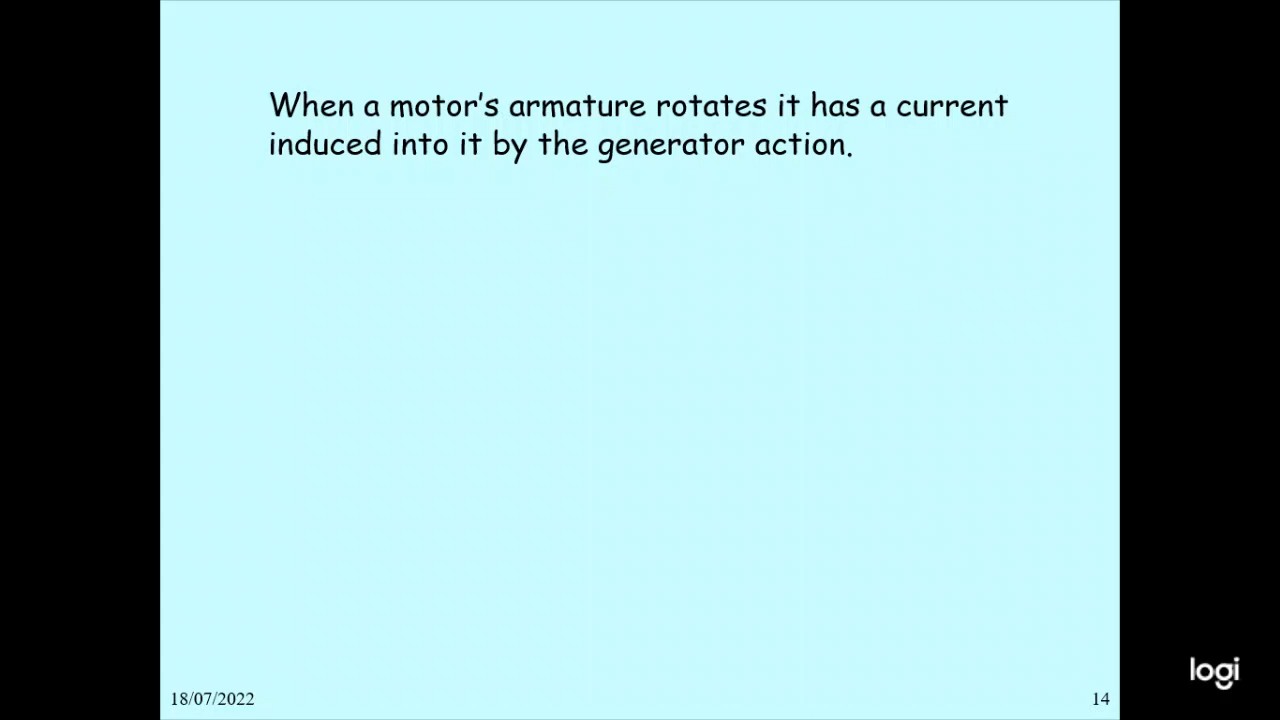 When a motor's armature rotates it has a current
induced into it by the generator action.
18/07/2022
14
logi